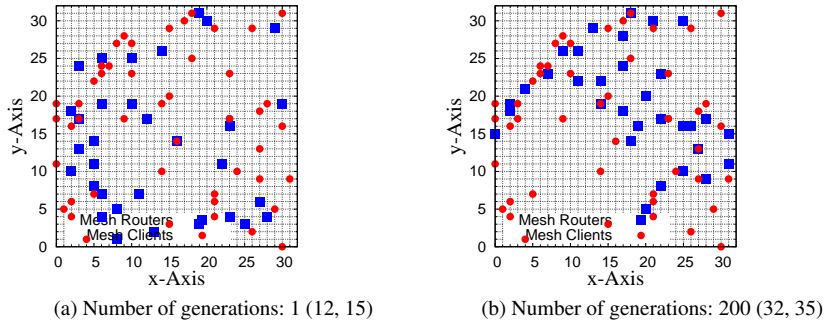 30
25
20
15
10
5
0
y-Axis
Mesh Routers
Mesh Clients
0 5 10 15 20 25 30
x-Axis
(a) Number of generations: 1 (12, 15)
30
25
20
15
10
5
0
y-Axis
Mesh Routers
Mesh Clients
0 5 10 15 20 25 30
x-Axis
(b) Number of generations: 200 (32, 35)